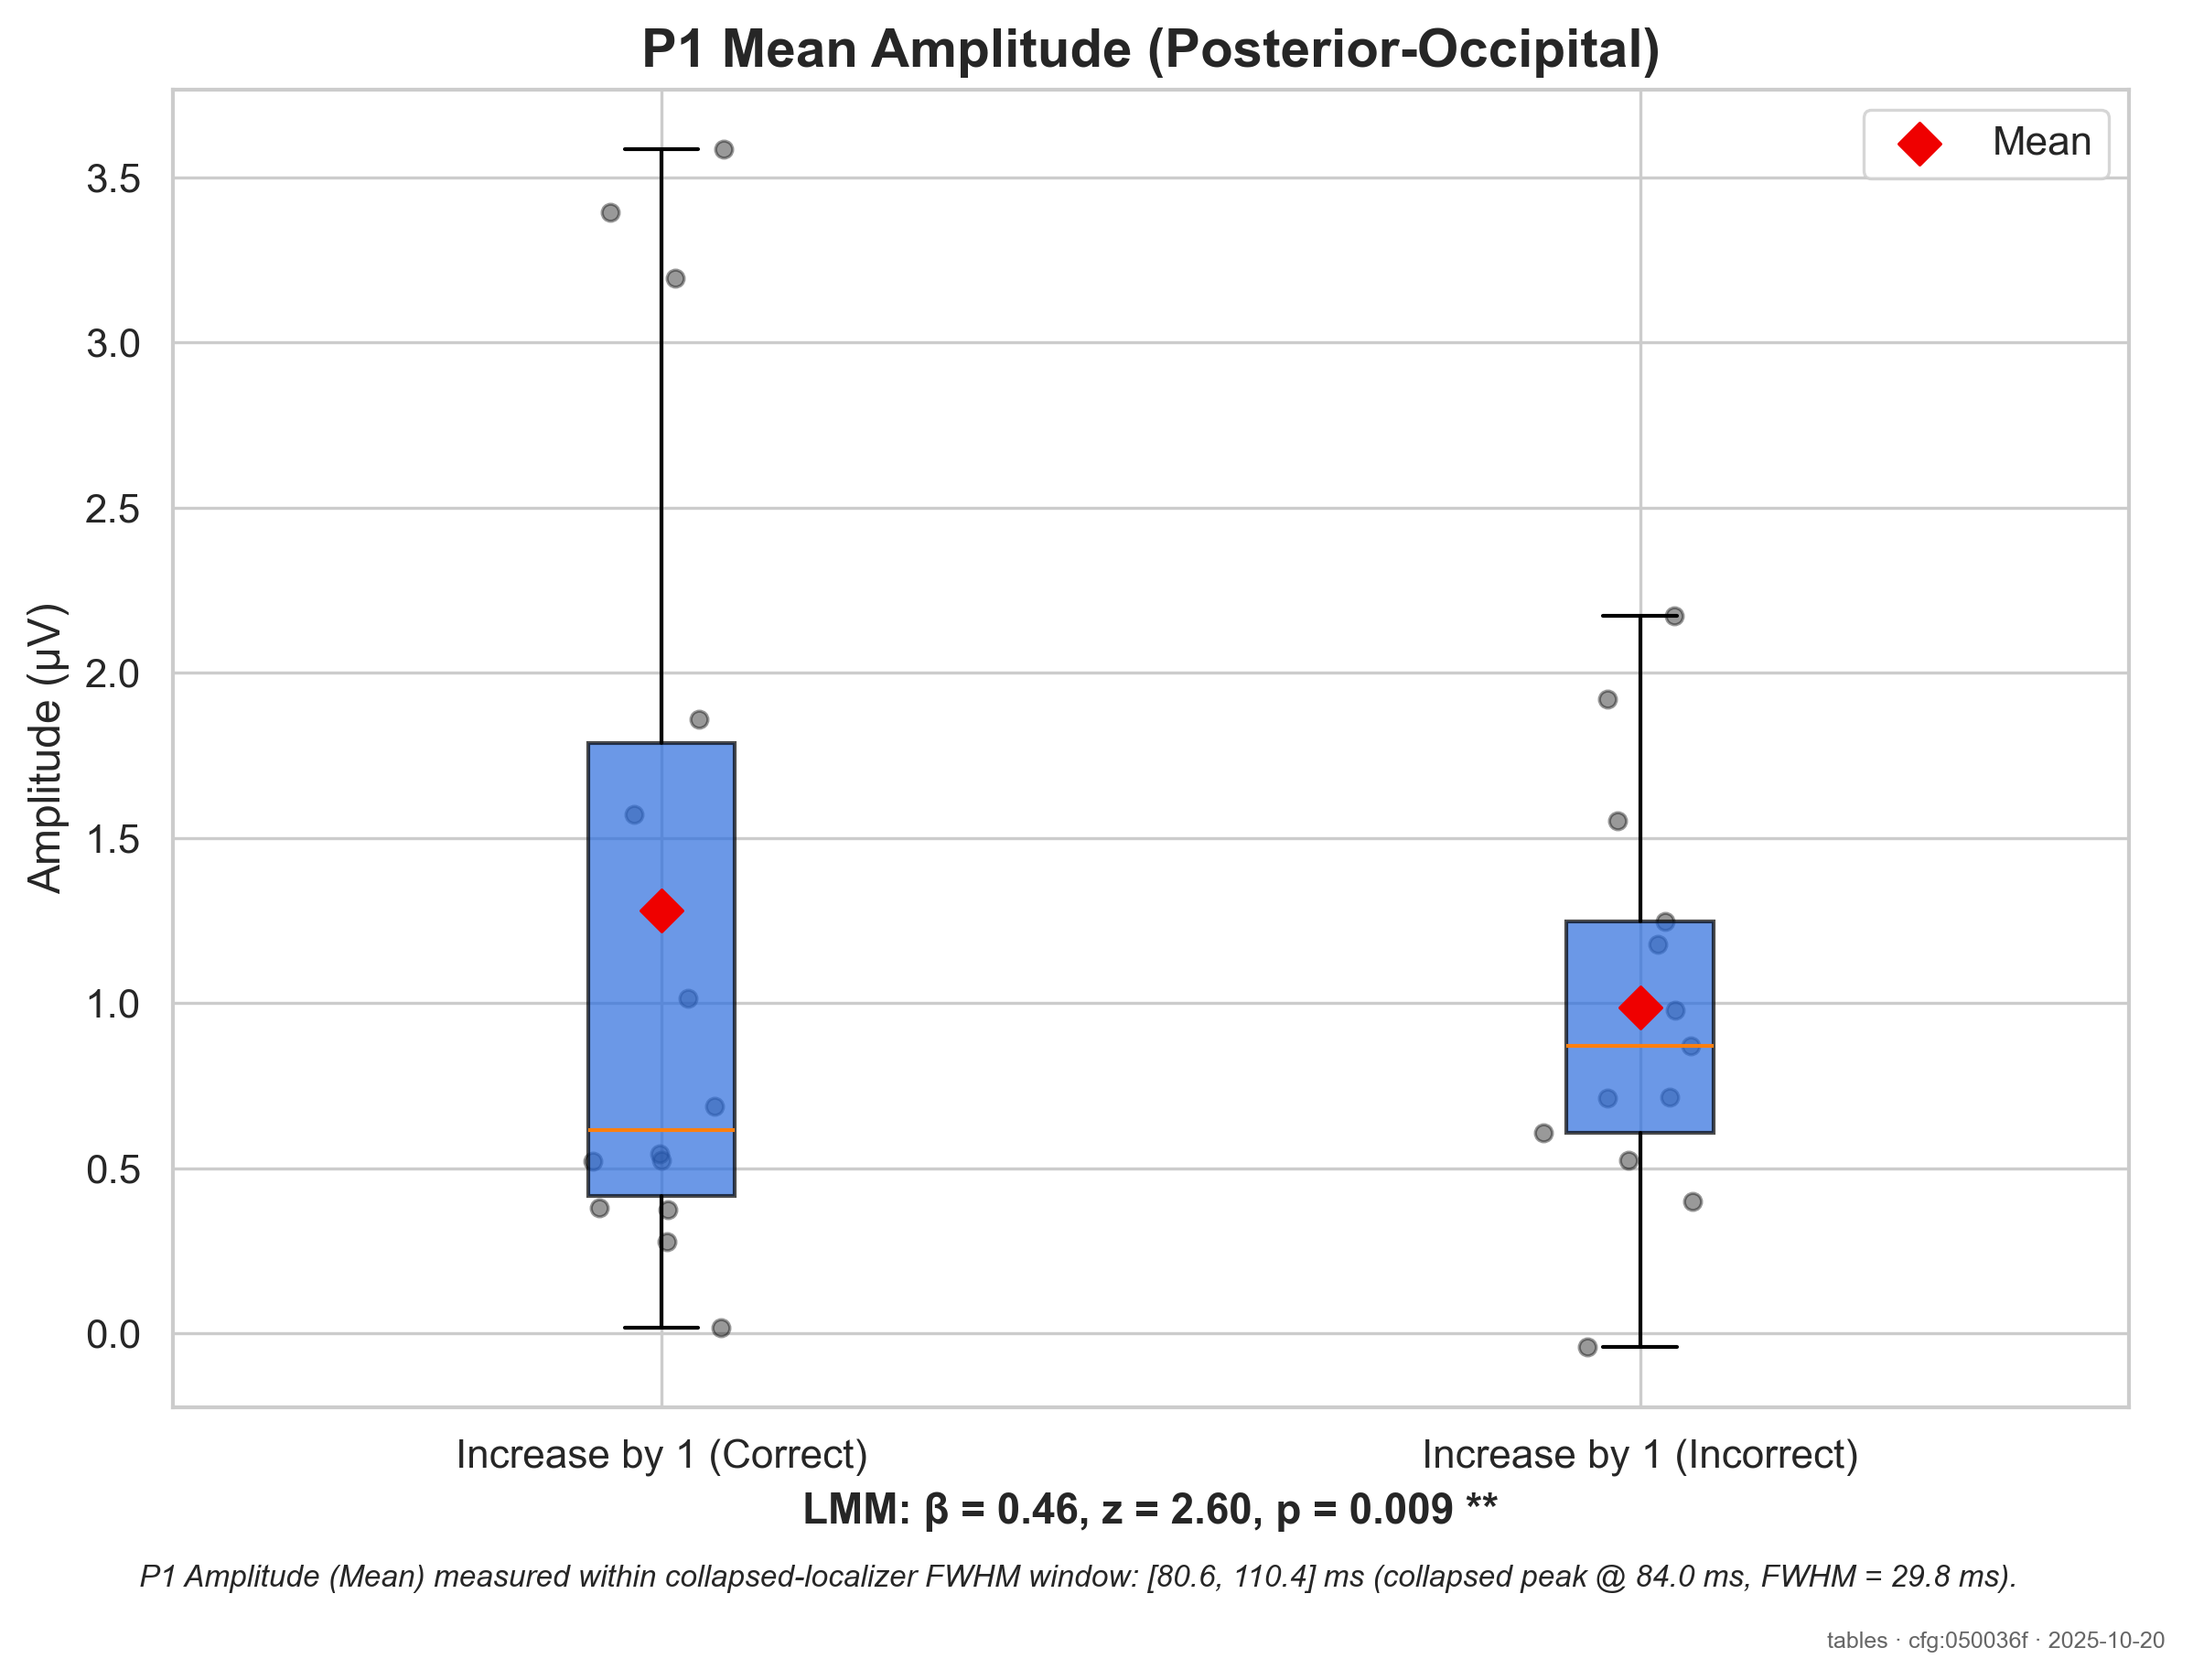 P1 Mean Amplitude (Posterior-Occipital)
Mean
3.5
3.0
2.5
2.0
1.5
1.0
0.5
0.0
Amplitude (µV)
Increase by 1 (Correct)
Increase by 1 (Incorrect)
LMM: β = 0.46, z = 2.60, p = 0.009 **
P1 Amplitude (Mean) measured within collapsed-localizer FWHM window: [80.6, 110.4] ms (collapsed peak @ 84.0 ms, FWHM = 29.8 ms).
tables · cfg:050036f · 2025-10-20